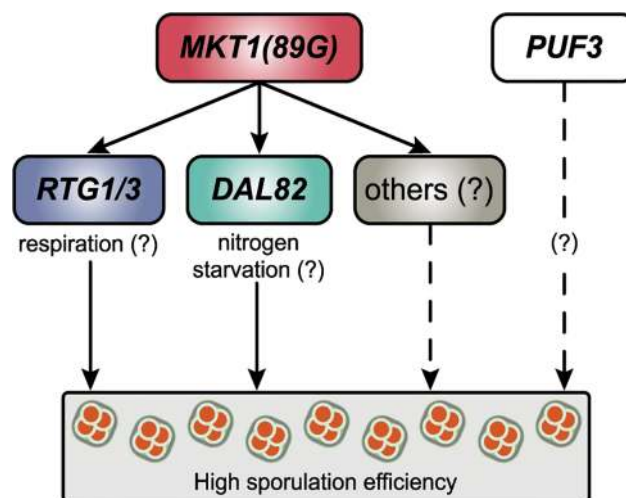 MKT1(89G)
PUF3
RTG1/3
DAL82
others (?)
respiration (?)
nitrogen
starvation (?)
(?)
High sporulation efficiency